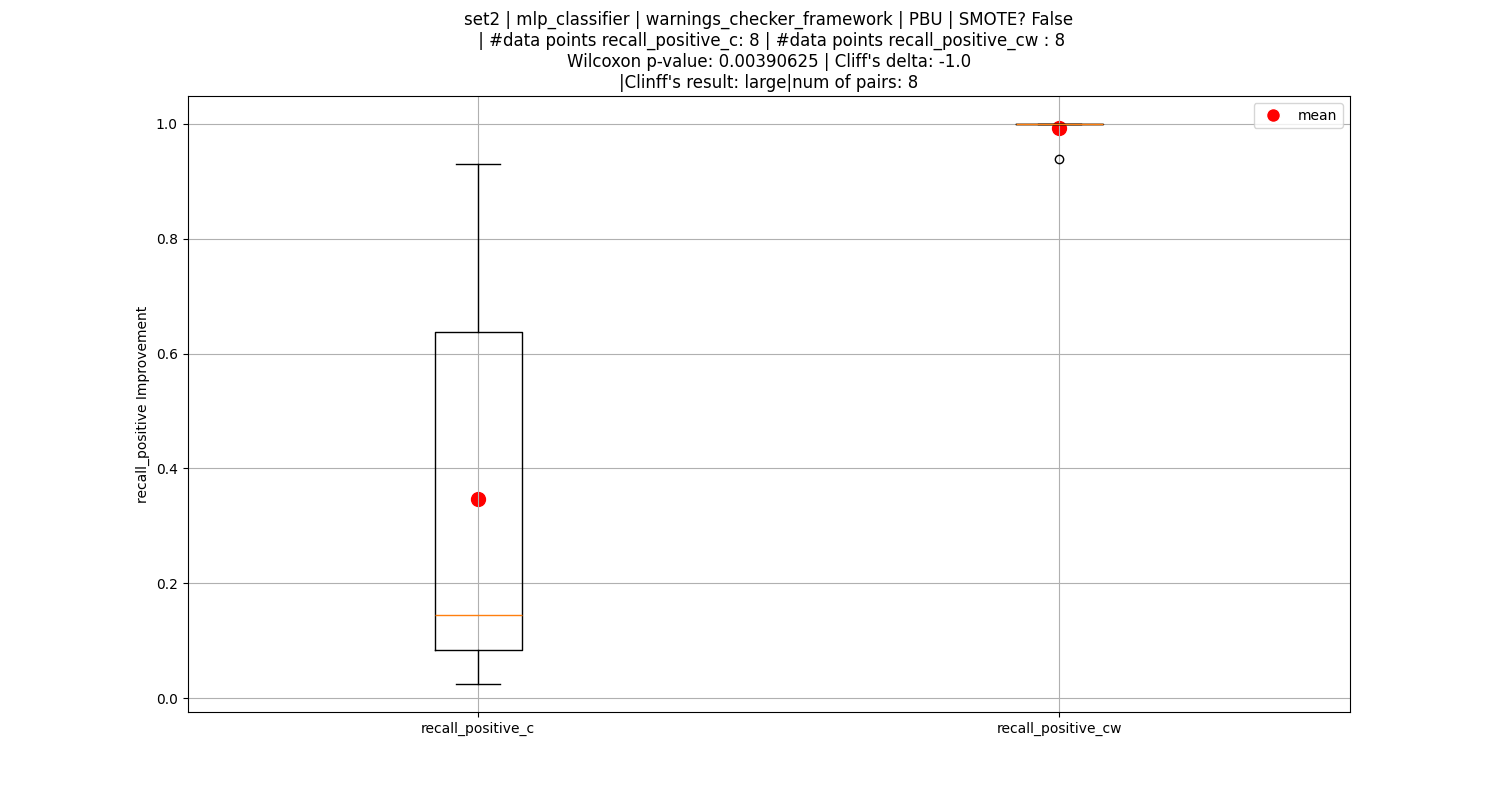 set2 | mlp_classifier | warnings_checker_framework | PBU | SMOTE? False
| #data points recall_positive_c: 8 | #data points recall_positive_cw : 8
Wilcoxon p-value: 0.00390625 | Cliff's delta: -1.0
|Clinff's result: large|num of pairs: 8
mean
1.0
0.8
0.6
0.4
0.2
0.0
recall_positive Improvement
recall_positive_c
recall_positive_cw